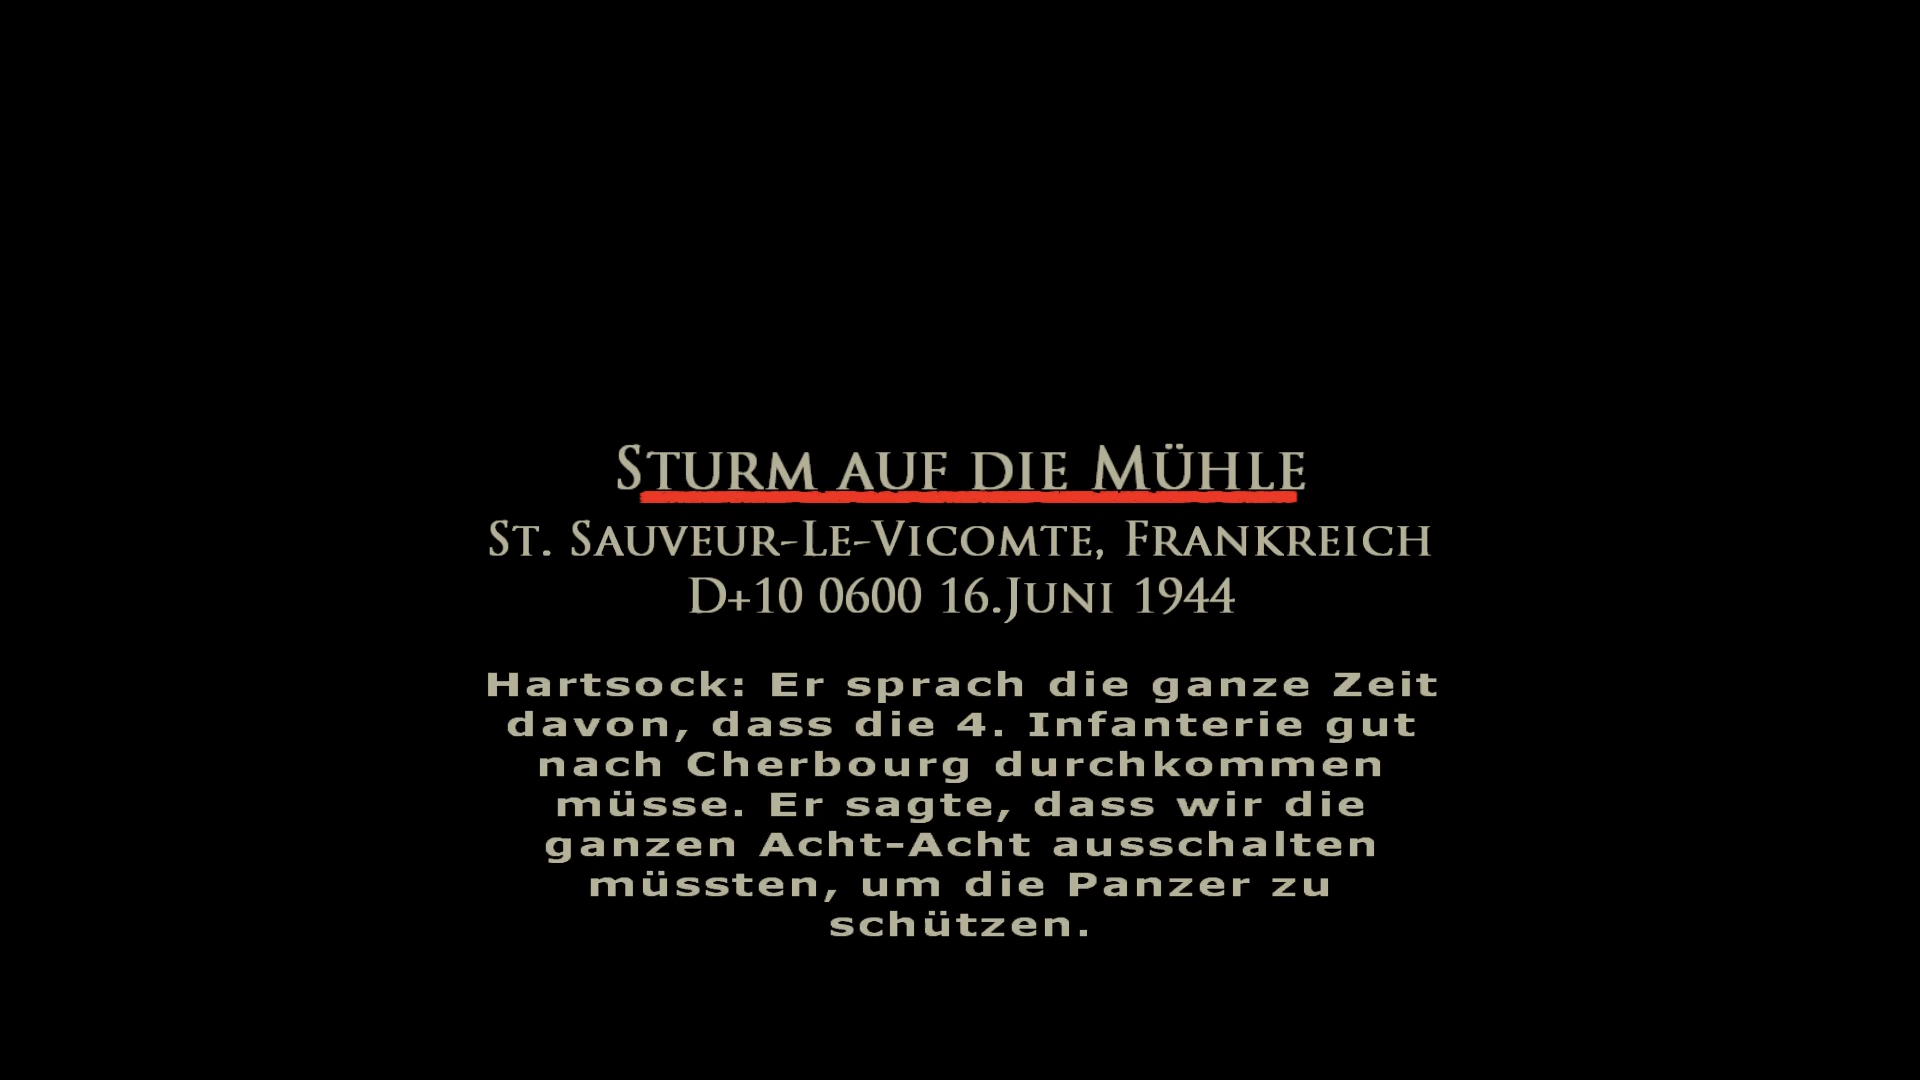 Sturm auf die Mühle
St. Sauveur-Le-Vicomte, Frankreich
D+10 0600 16.Juni 1944
Hartsock: Er sprach die ganze Zeit
davon, dass die 4. Infanterie gut
nach Cherbourg durchkommen
müsse. Er sagte, dass wir die
ganzen Acht-Acht ausschalten
müssten, um die Panzer zu
schützen.